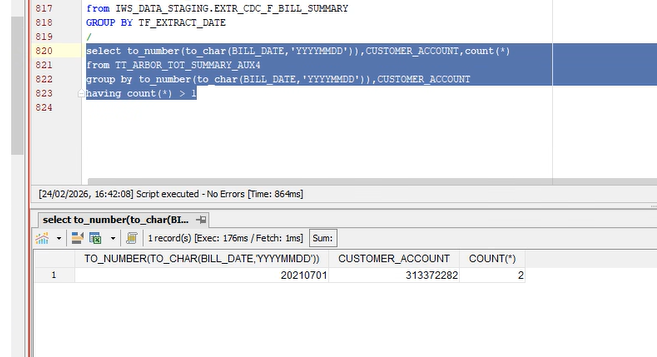 817 from IWS_DATA_STAGING.EXTR_CDC_F_BILL_SUMMARY
818 GROUP BY TF_EXTRACT_DATE
819 /
820 select to_number(to_char(BILL_DATE,'YYYYMMDD')),CUSTOMER_ACCOUNT,count(*)
821 from TT_ARBOR_TOT_SUMMARY_AUX4
822 group by to_number(to_char(BILL_DATE,'YYYYMMDD')),CUSTOMER_ACCOUNT
823 having count(*) > 1
824
[24/02/2026, 16:42:08] Script executed - No Errors [Time: 864ms]
select to_number(to_char(BI...
1 record(s) [Exec: 176ms / Fetch: 1ms] Sum:
TO_NUMBER(TO_CHAR(BILL_DATE,'YYYYMMDD')) CUSTOMER_ACCOUNT COUNT(*)
1 20210701 313372282 2